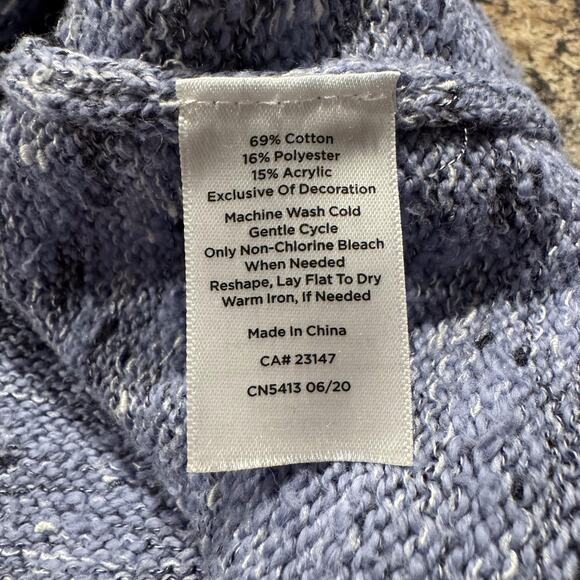 69% Cotton
16% Polyester
15% Acrylic
Exclusive Of Decoration
Machine Wash Cold
Gentle Cycle
Only Non-Chlorine Bleach
When Needed
Reshape, Lay Flat To Dry
Warm Iron, If Needed
Made In China
CA# 23147
CN5413 06/20